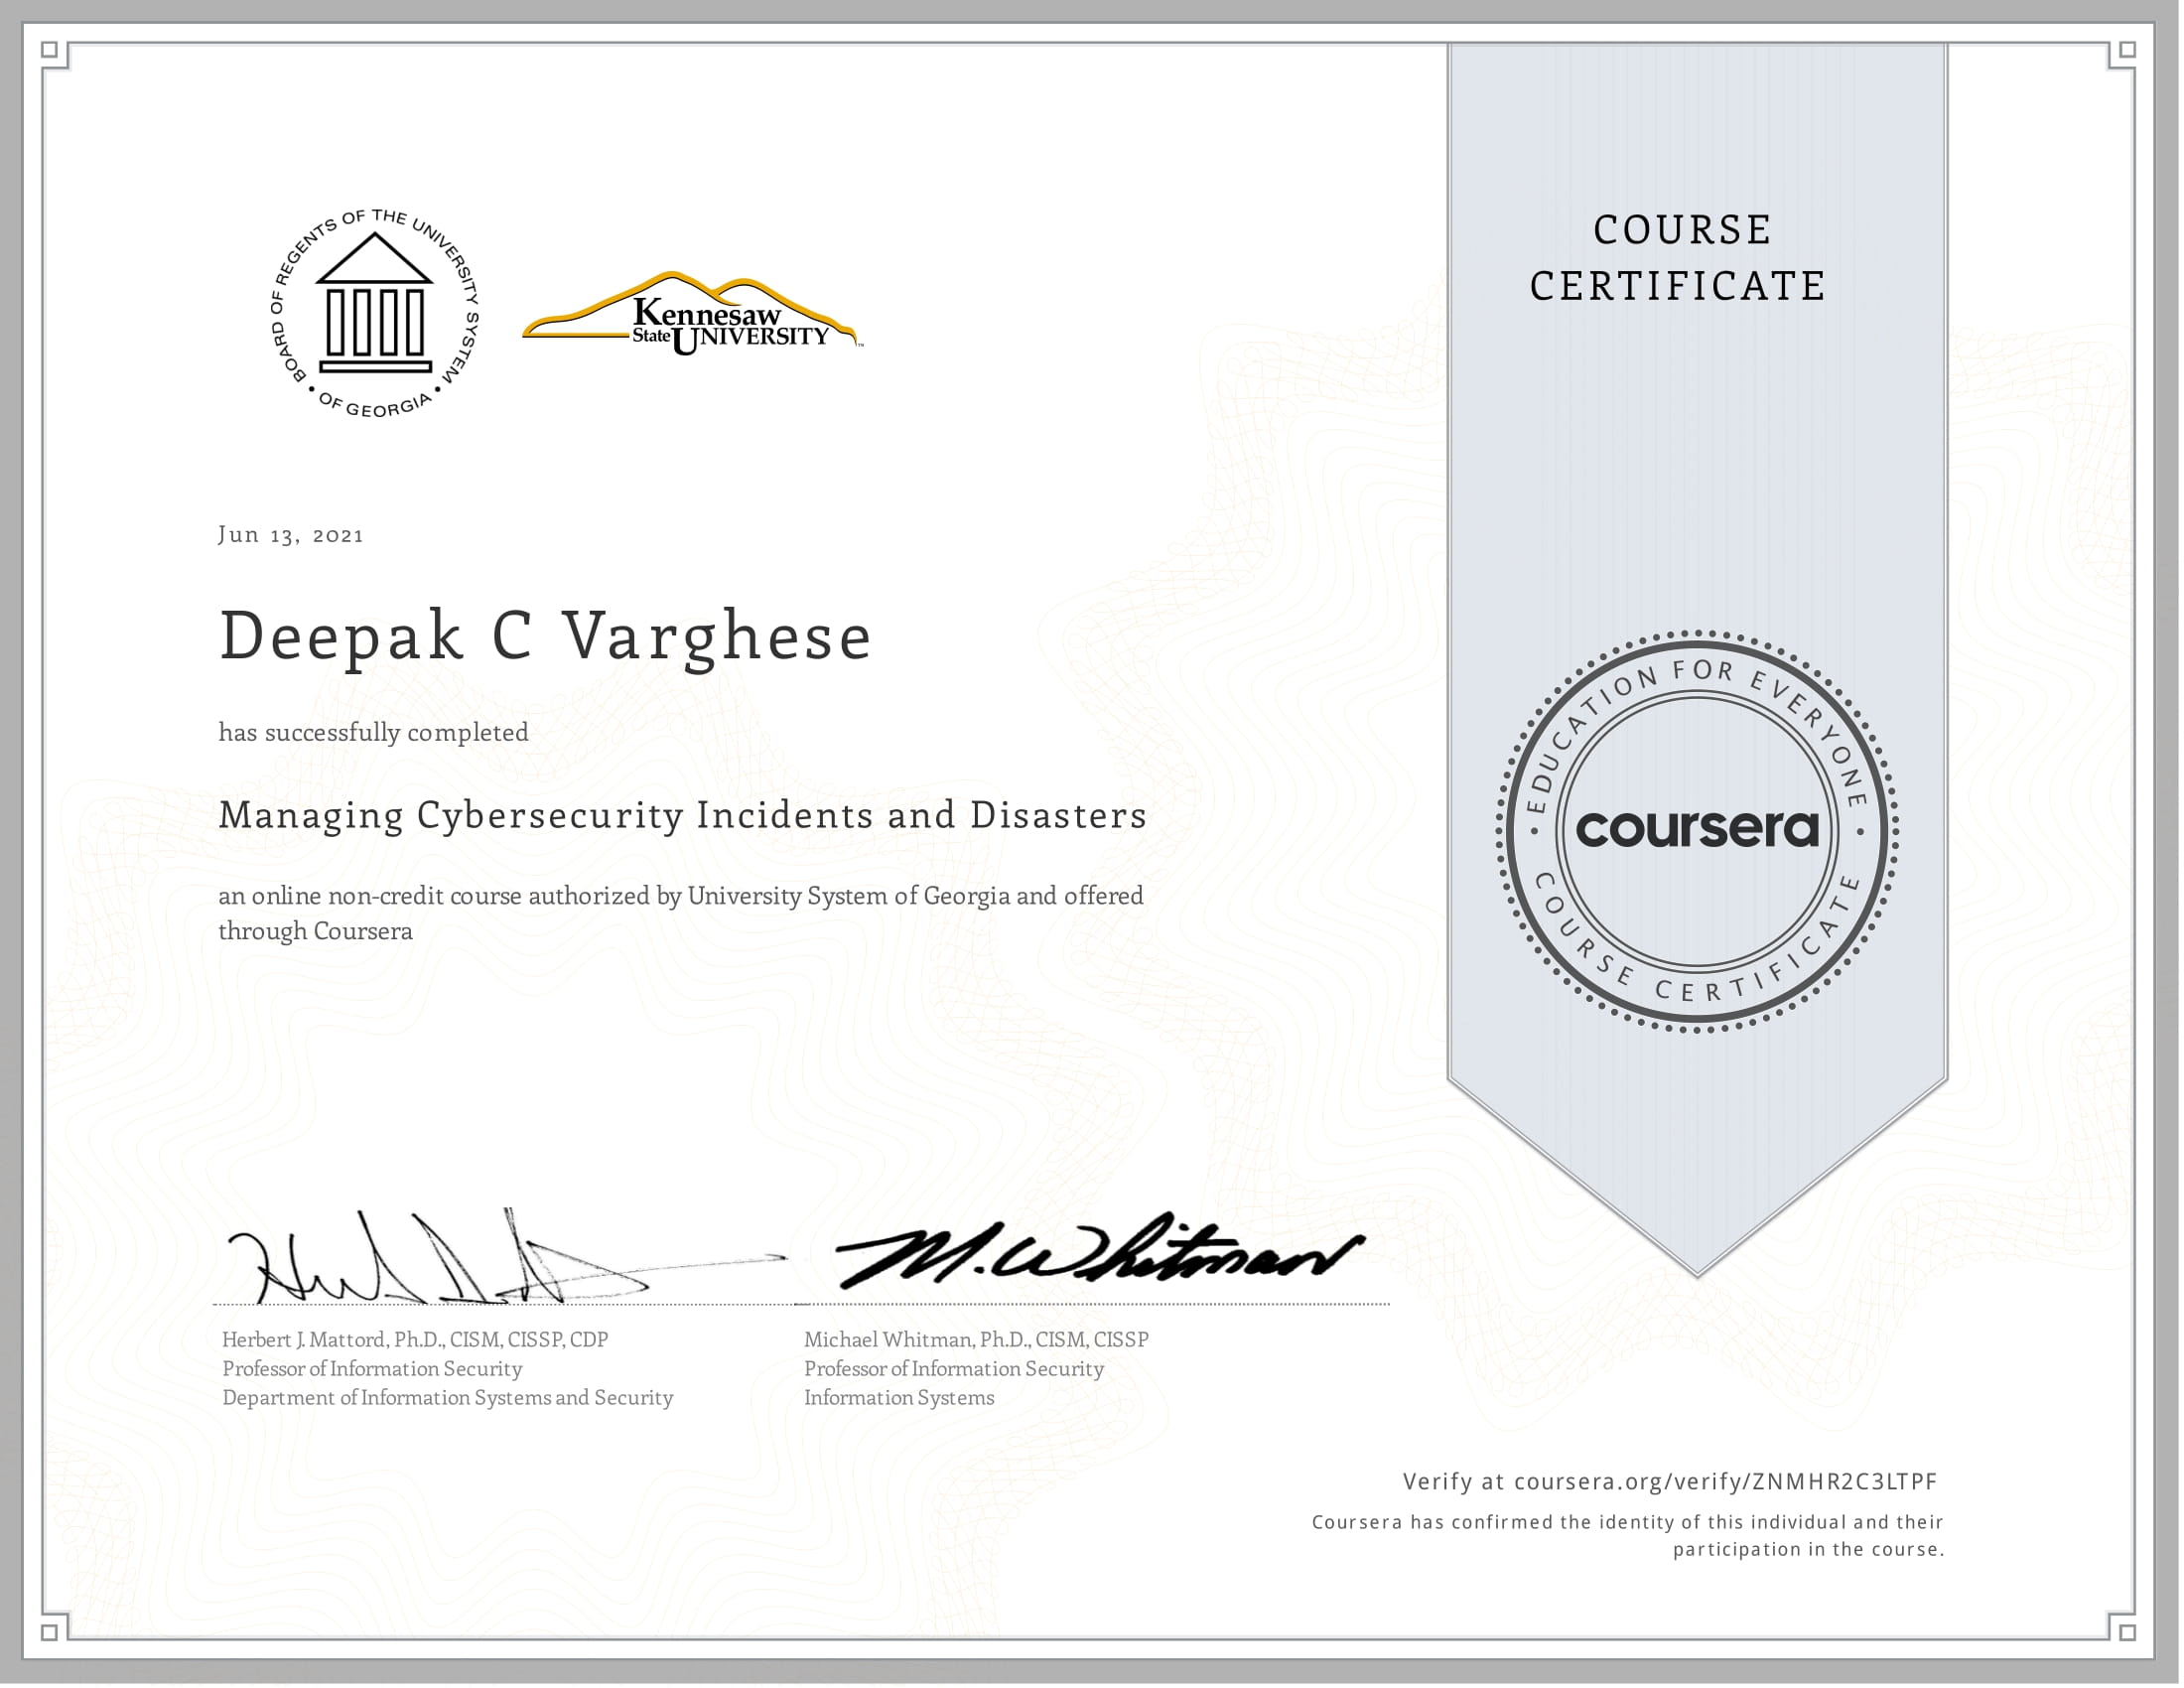 BOARD OF REGENTS OF THE UNIVERSITY SYSTEM
• OF GEORGIA •
Kennesaw
State UNIVERSITY™
COURSE
CERTIFICATE
Jun 13, 2021
Deepak C Varghese
has successfully completed
Managing Cybersecurity Incidents and Disasters
an online non-credit course authorized by University System of Georgia and offered
through Coursera
• EDUCATION FOR EVERYONE •
coursera
COURSE CERTIFICATE
M. Whitman
Herbert J. Mattord, Ph.D., CISM, CISSP, CDP
Professor of Information Security
Department of Information Systems and Security
Michael Whitman, Ph.D., CISM, CISSP
Professor of Information Security
Information Systems
Verify at coursera.org/verify/ZNMHR2C3LTPF
Coursera has confirmed the identity of this individual and their
participation in the course.